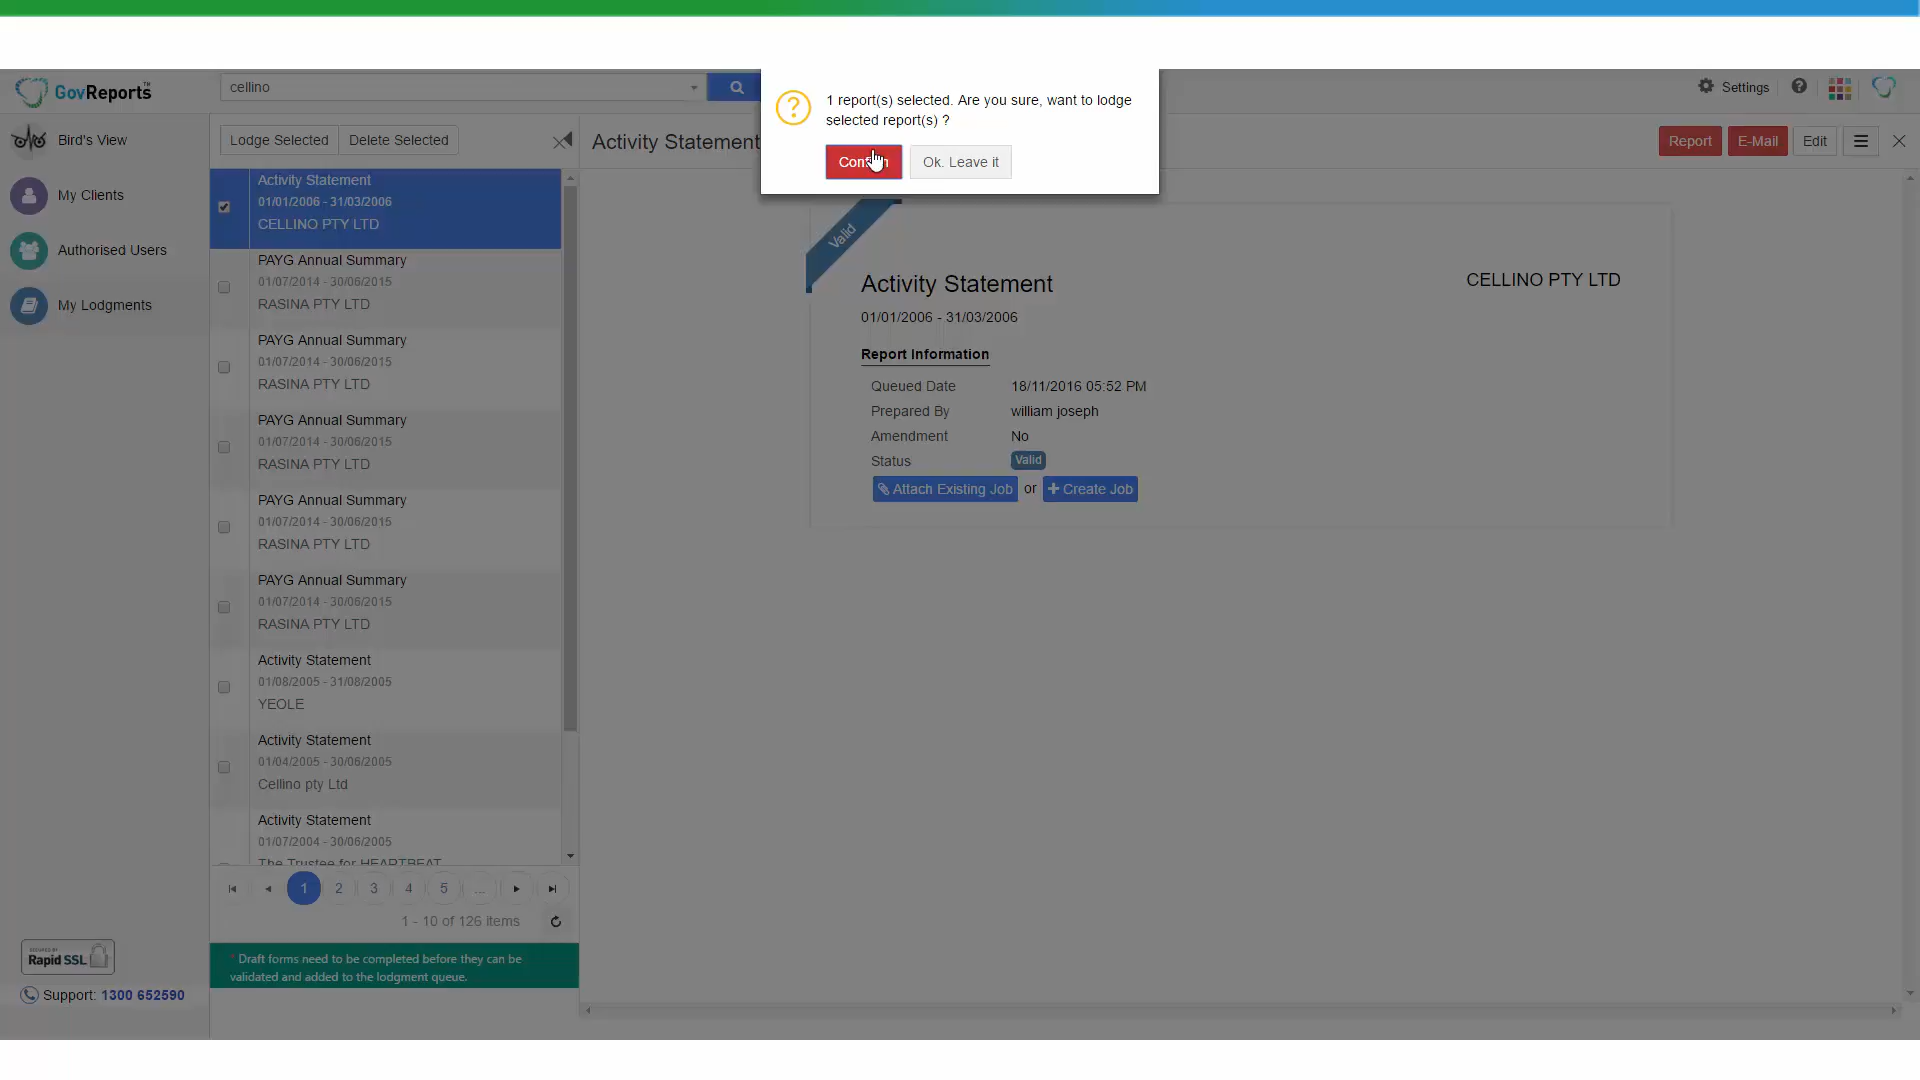 GovReports™
cellino
1 report(s) selected. Are you sure, want to lodge
selected report(s) ?
Ok. Leave it
Settings
Bird's View
My Clients
Authorised Users
My Lodgments
Lodge Selected
Delete Selected
Activity Statement
Report
E-Mail
Edit
Activity Statement
01/01/2006 - 31/03/2006
CELLINO PTY LTD
PAYG Annual Summary
01/07/2014 - 30/06/2015
RASINA PTY LTD
PAYG Annual Summary
01/07/2014 - 30/06/2015
RASINA PTY LTD
PAYG Annual Summary
01/07/2014 - 30/06/2015
RASINA PTY LTD
PAYG Annual Summary
01/07/2014 - 30/06/2015
RASINA PTY LTD
PAYG Annual Summary
01/07/2014 - 30/06/2015
RASINA PTY LTD
Activity Statement
01/08/2005 - 31/08/2005
YEOLE
Activity Statement
01/04/2005 - 30/06/2005
Cellino pty Ltd
Activity Statement
01/07/2004 - 30/06/2005
The Trustee for HEARTBEAT
1 2 3 4 5 ...
1 - 10 of 126 items
* Draft forms need to be completed before they can be
validated and added to the lodgment queue.
Valid
Activity Statement
CELLINO PTY LTD
01/01/2006 - 31/03/2006
Report Information
Queued Date 18/11/2016 05:52 PM
Prepared By william joseph
Amendment No
Status Valid
Attach Existing Job or + Create Job
SECURED BY
Rapid SSL
Support: 1300 652590